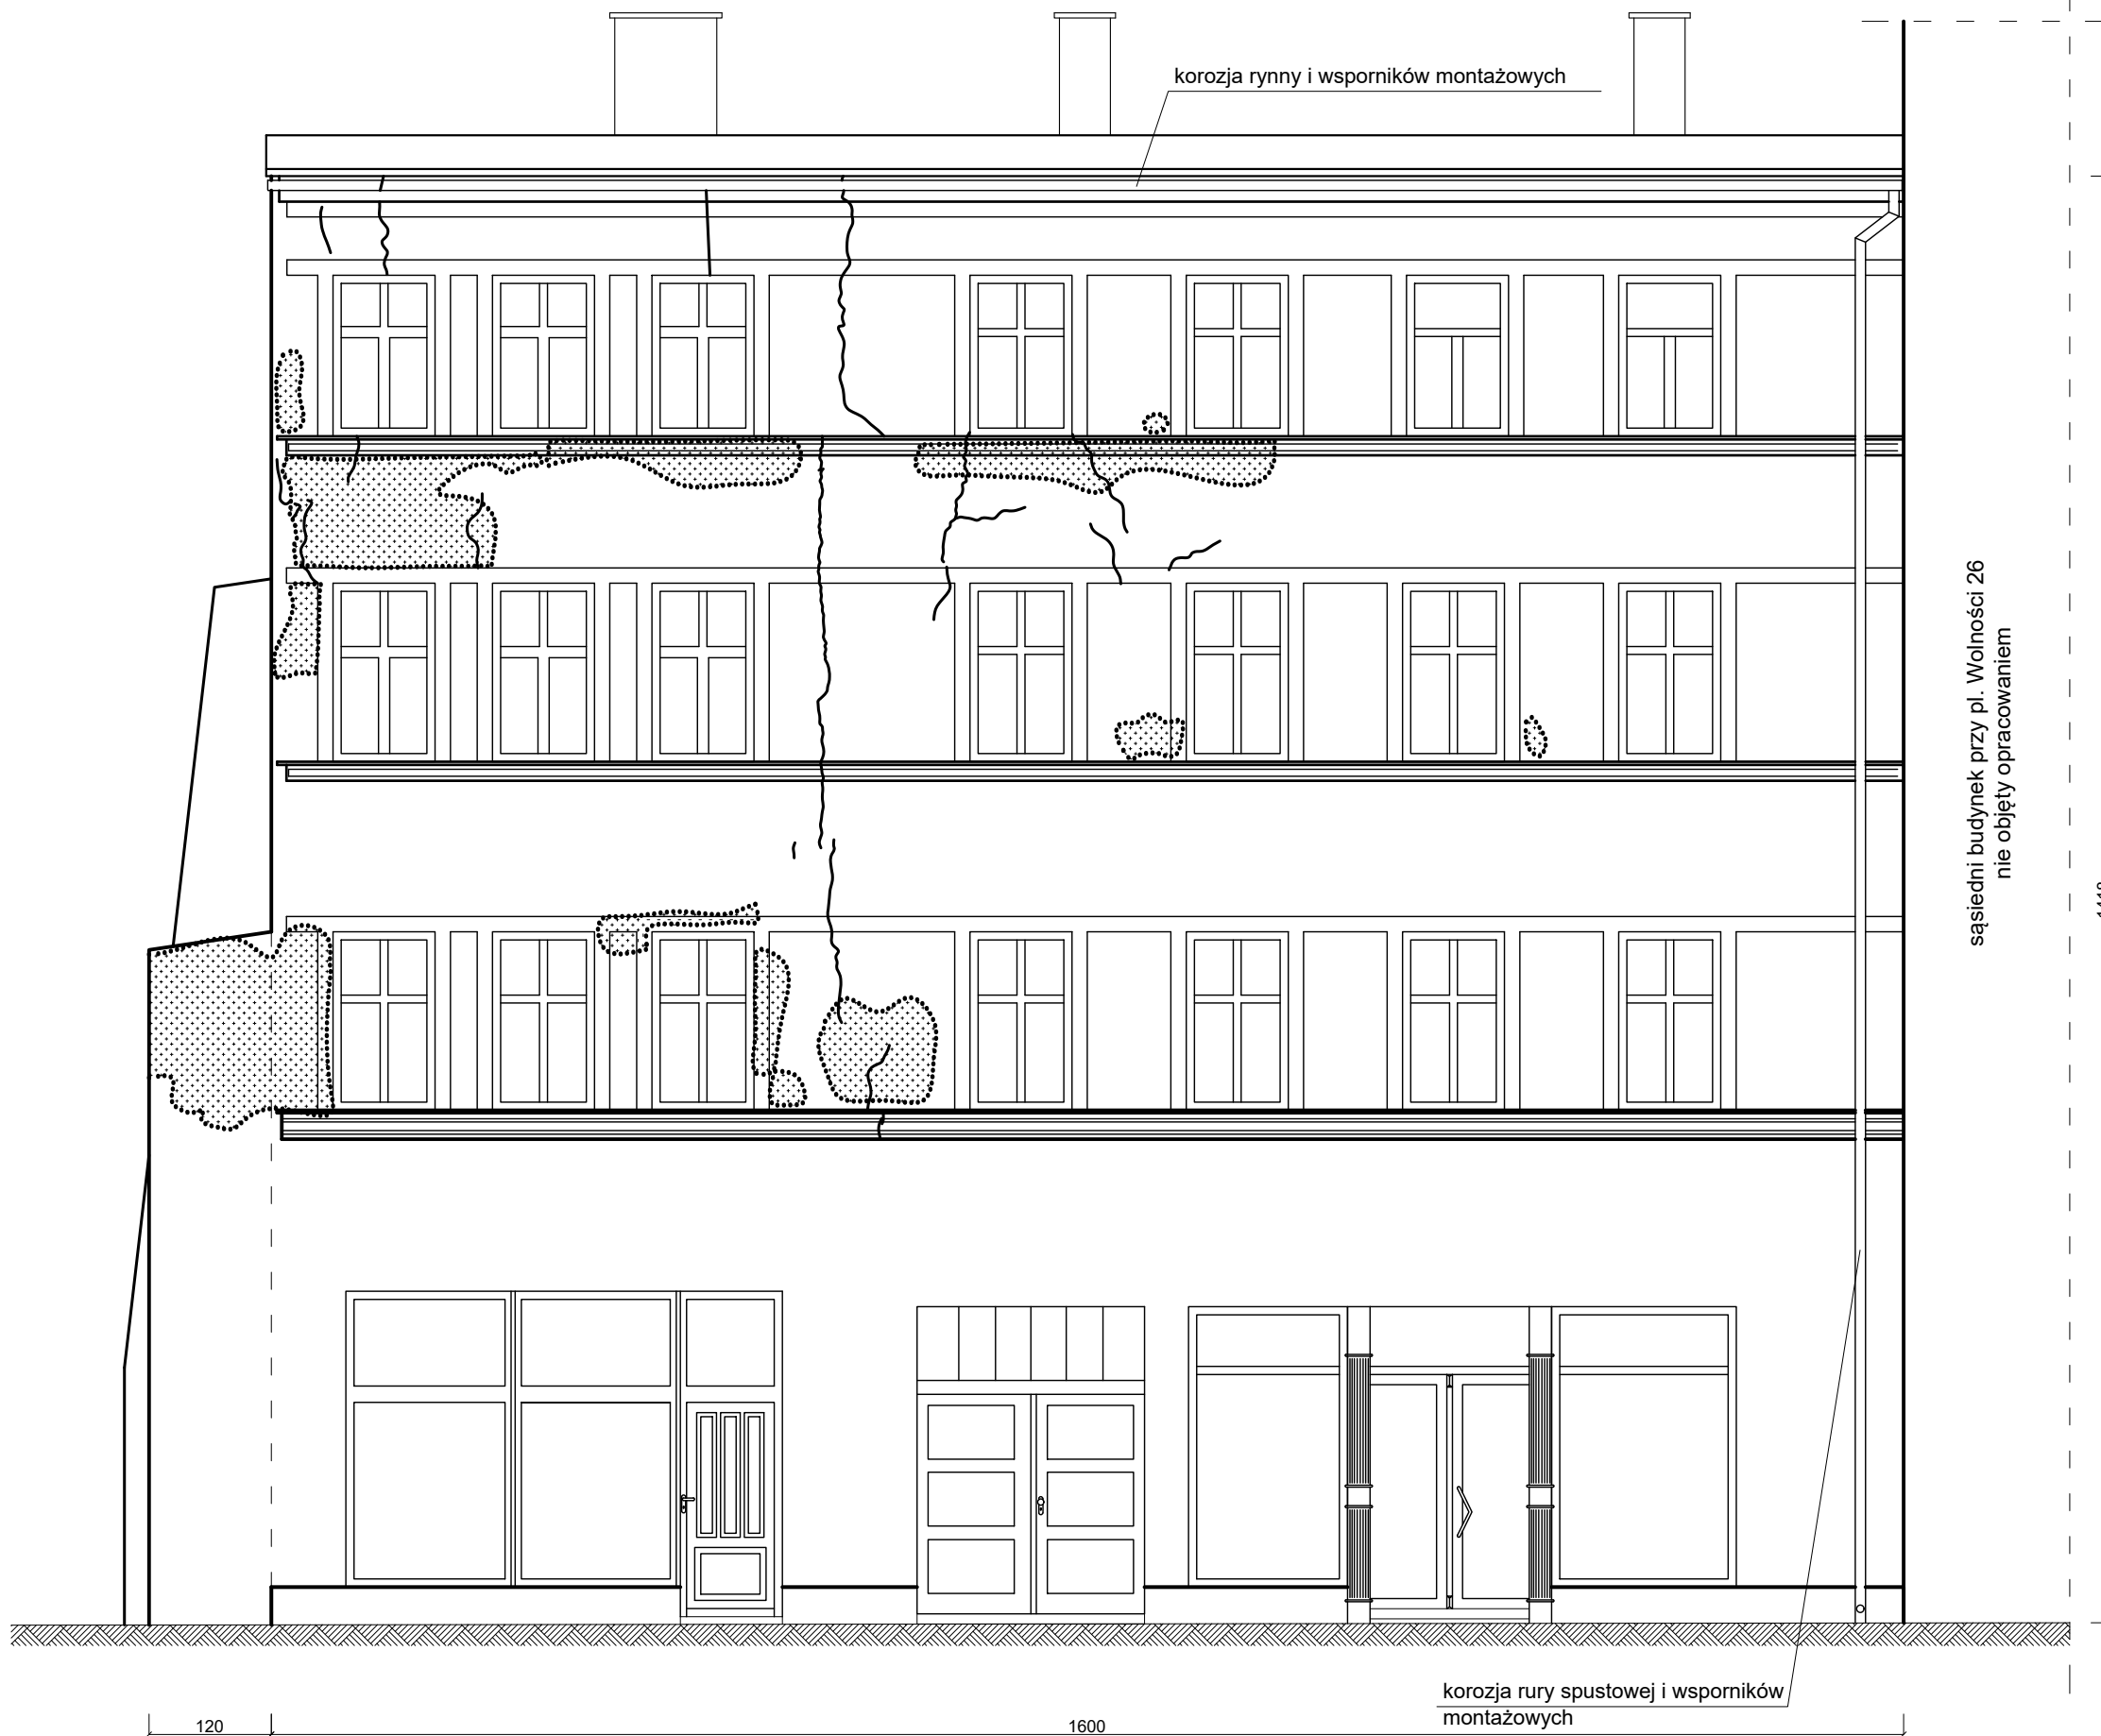 korozja rynny i wsporników montażowych
sąsiedni budynek przy pl. Wolności 26
nie objęty opracowaniem
korozja rury spustowej i wsporników
montażowych
120
1600